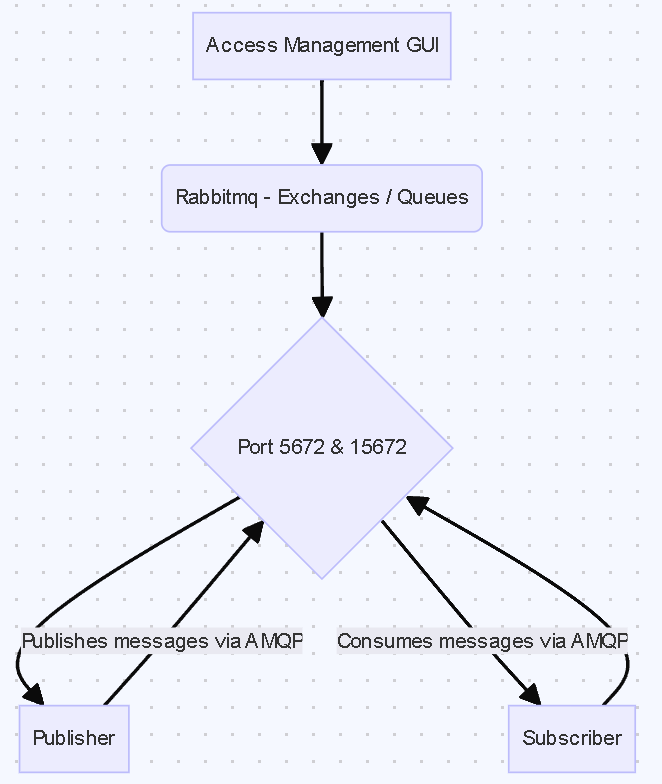 Access Management GUI
Rabbitmq - Exchanges / Queues
Port 5672 & 15672
Publishes messages via AMQP
Consumes messages via AMQP
Publisher
Subscriber